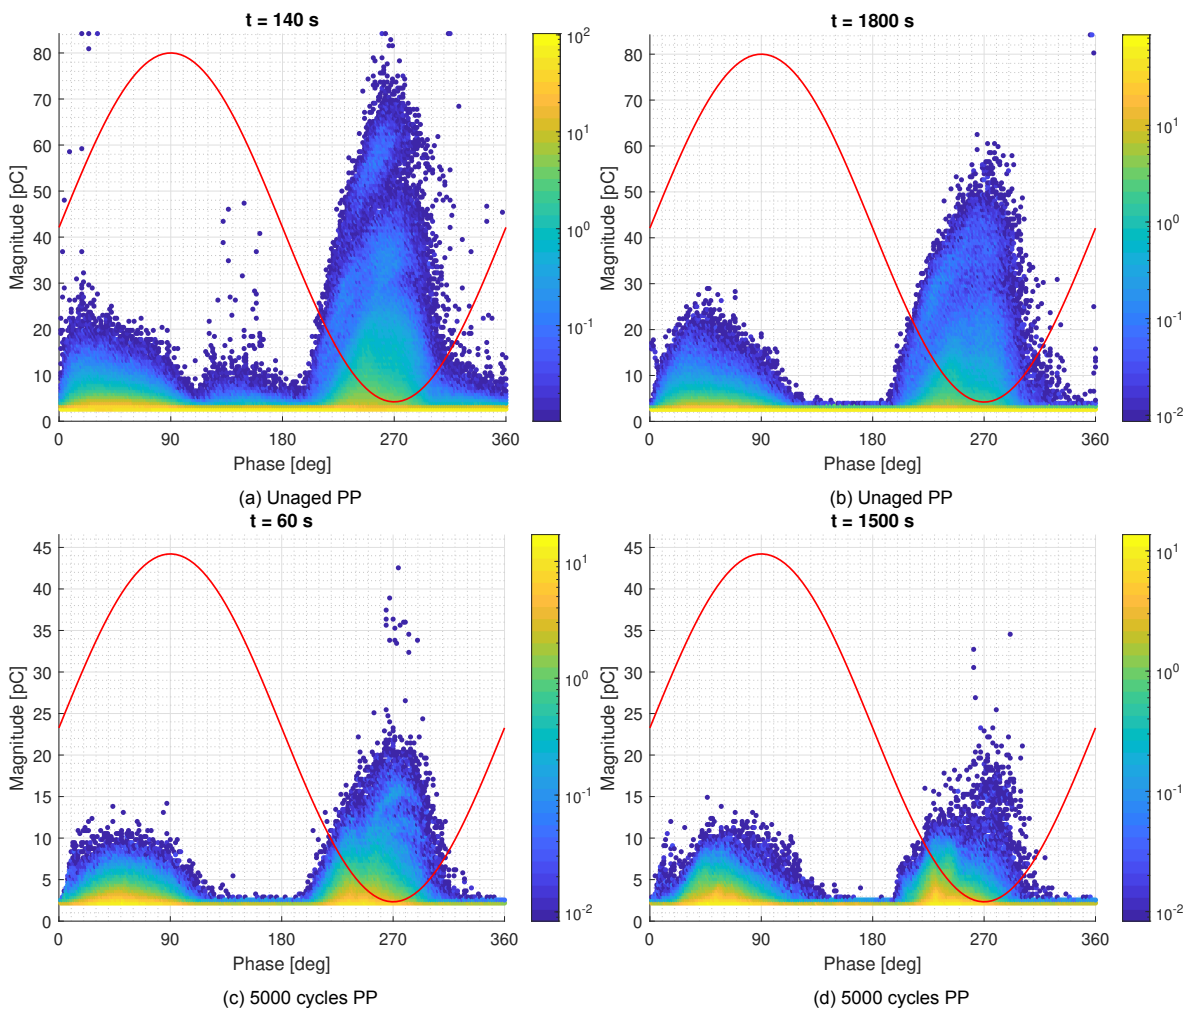 t = 140 s
80
70
60
50
40
30
20
10
0
Magnitude [pC]
0 90 180 270 360
Phase [deg]
10^2
10^1
10^0
10^-1
(a) Unaged PP
t = 1800 s
80
70
60
50
40
30
20
10
0
Magnitude [pC]
0 90 180 270 360
Phase [deg]
10^1
10^0
10^-1
10^-2
(b) Unaged PP
t = 60 s
45
40
35
30
25
20
15
10
5
0
Magnitude [pC]
0 90 180 270 360
Phase [deg]
10^1
10^0
10^-1
10^-2
(c) 5000 cycles PP
t = 1500 s
45
40
35
30
25
20
15
10
5
0
Magnitude [pC]
0 90 180 270 360
Phase [deg]
10^1
10^0
10^-1
10^-2
(d) 5000 cycles PP